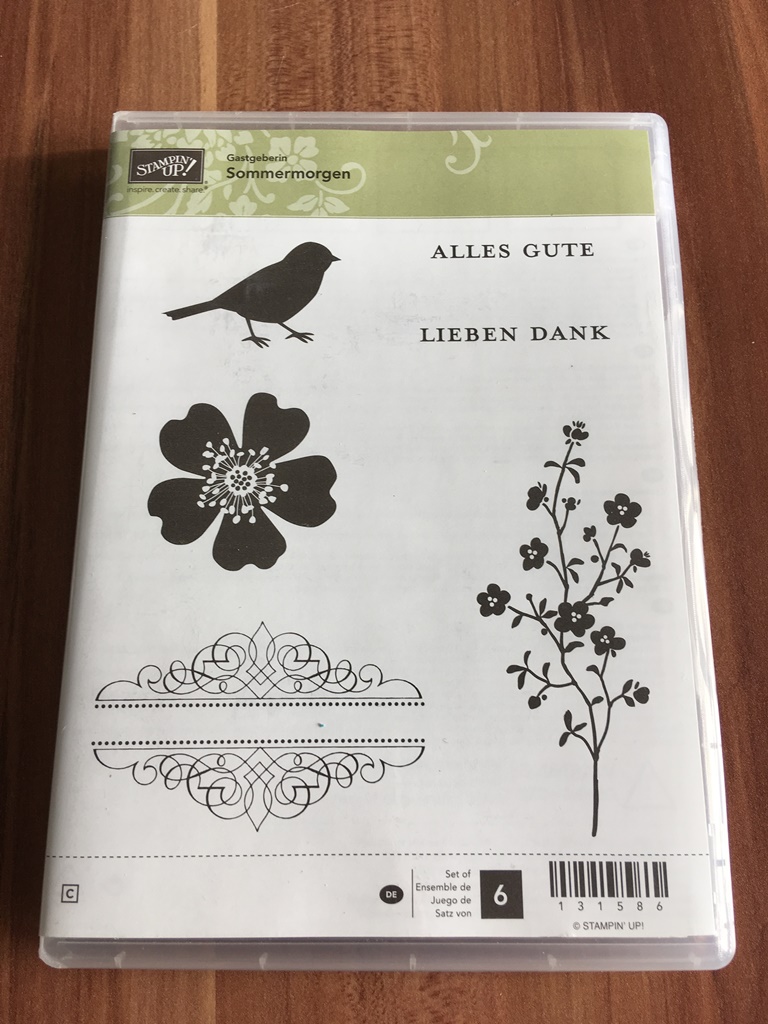 STAMPIN' UP!®
inspire.create.share.®
Gastgeberin
Sommermorgen
ALLES GUTE
LIEBEN DANK
C
DE
Set of
Ensemble de
Juego de
Satz von
6
131586
© STAMPIN' UP!